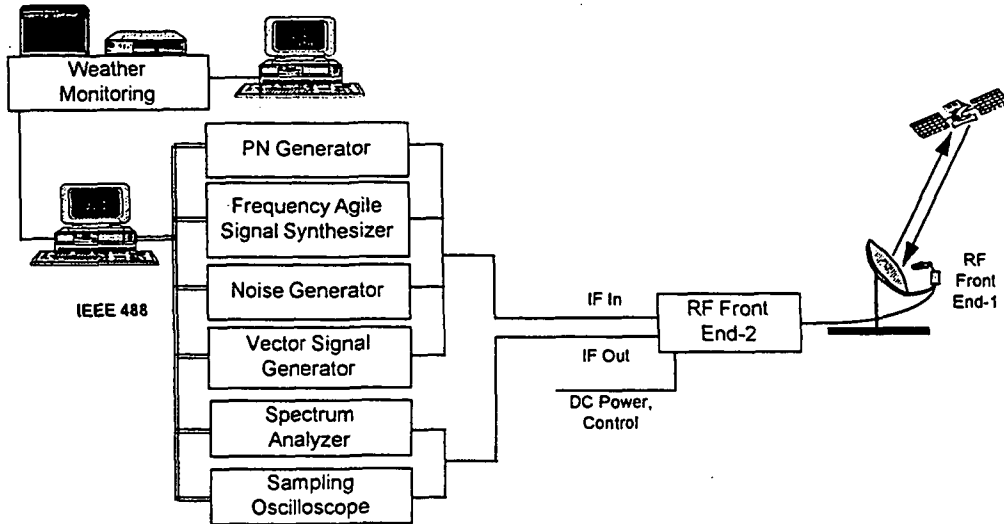 Weather
Monitoring
PN Generator
Frequency Agile
Signal Synthesizer
Noise Generator
IEEE 488
Vector Signal
Generator
Spectrum
Analyzer
Sampling
Oscilloscope
IF In
IF Out
RF Front
End-2
DC Power,
Control
RF
Front
End-1